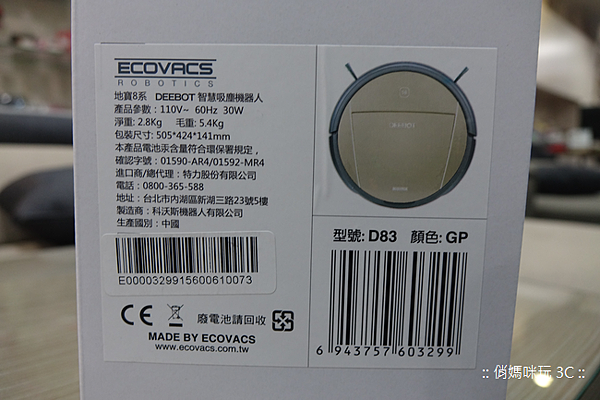 ECOVACS
ROBOTICS
地寶8系 DEEBOT 智慧吸塵機器人
產品參數：110V~ 60Hz 30W
淨重: 2.8Kg 毛重: 5.4Kg
包裝尺寸: 505*424*141mm
本產品電池汞含量符合環保署規定，
確認字號：01590-AR4/01592-MR4
進口商/總代理：特力股份有限公司
電話：0800-365-588
地址：台北市內湖區新湖三路23號5樓
製造商：科沃斯機器人有限公司
生產國別：中國
E0000329915600610073
CE 廢電池請回收
MADE BY ECOVACS
www.ecovacs.com.tw
型號: D83 顏色: GP
6 943757 603299
:: 俏媽咪玩 3C ::